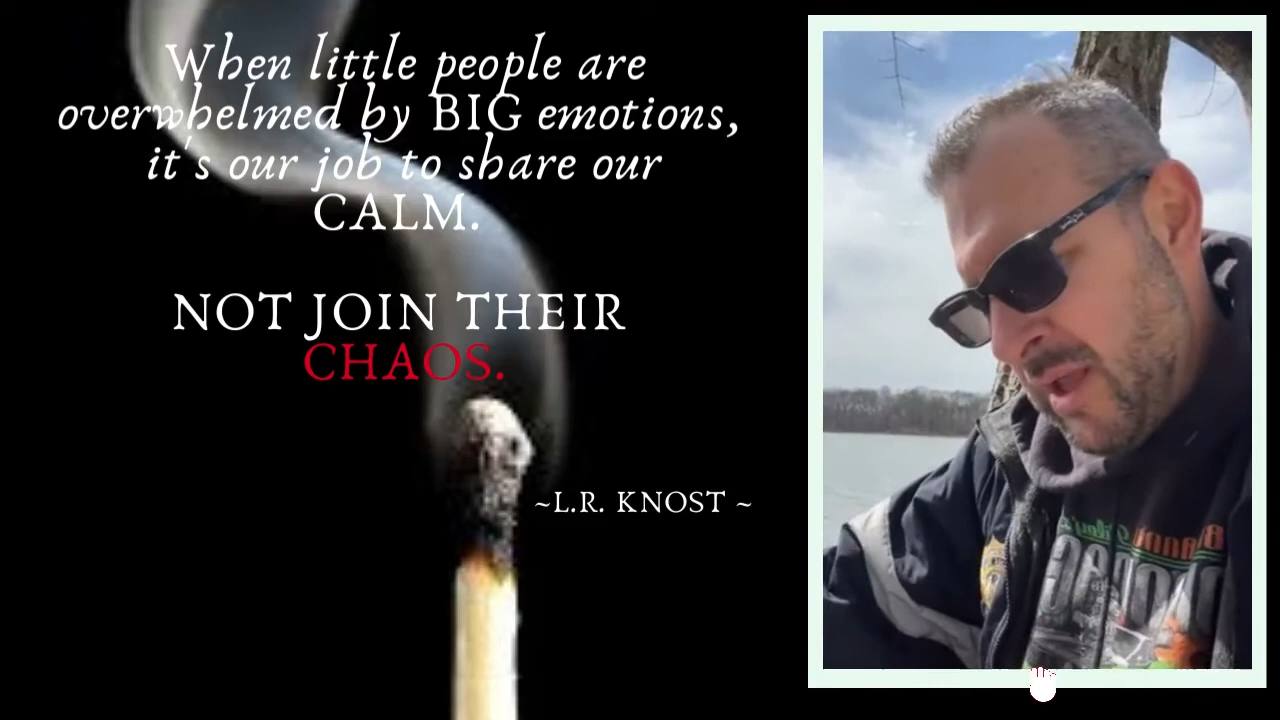 When little people are
overwhelmed by BIG emotions,
it's our job to share our
CALM.
NOT JOIN THEIR
CHAOS.
~L.R. KNOST ~